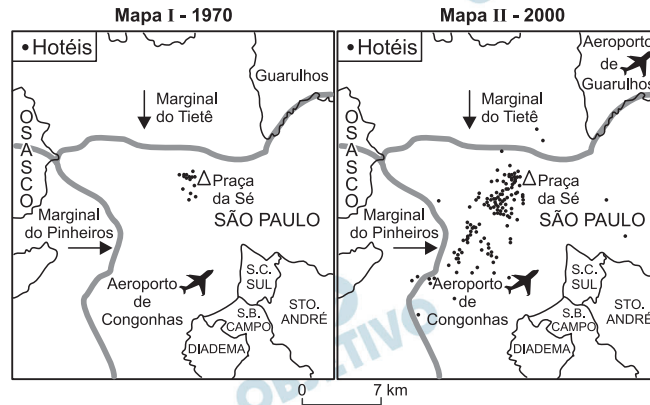 Mapa I - 1970
• Hotéis
Guarulhos
Marginal
do Tietê
OSASCO
Praça
da Sé
SÃO PAULO
Marginal
do Pinheiros
Aeroporto
de
Congonhas
S.C.
SUL
S.B.
CAMPO
STO.
ANDRÉ
DIADEMA
Mapa II - 2000
• Hotéis
Aeroporto
de
Guarulhos
Marginal
do Tietê
OSASCO
Praça
da Sé
SÃO PAULO
Marginal
do Pinheiros
Aeroporto
de
Congonhas
S.C.
SUL
S.B.
CAMPO
STO.
ANDRÉ
DIADEMA
0 7 km
OBJETIVO